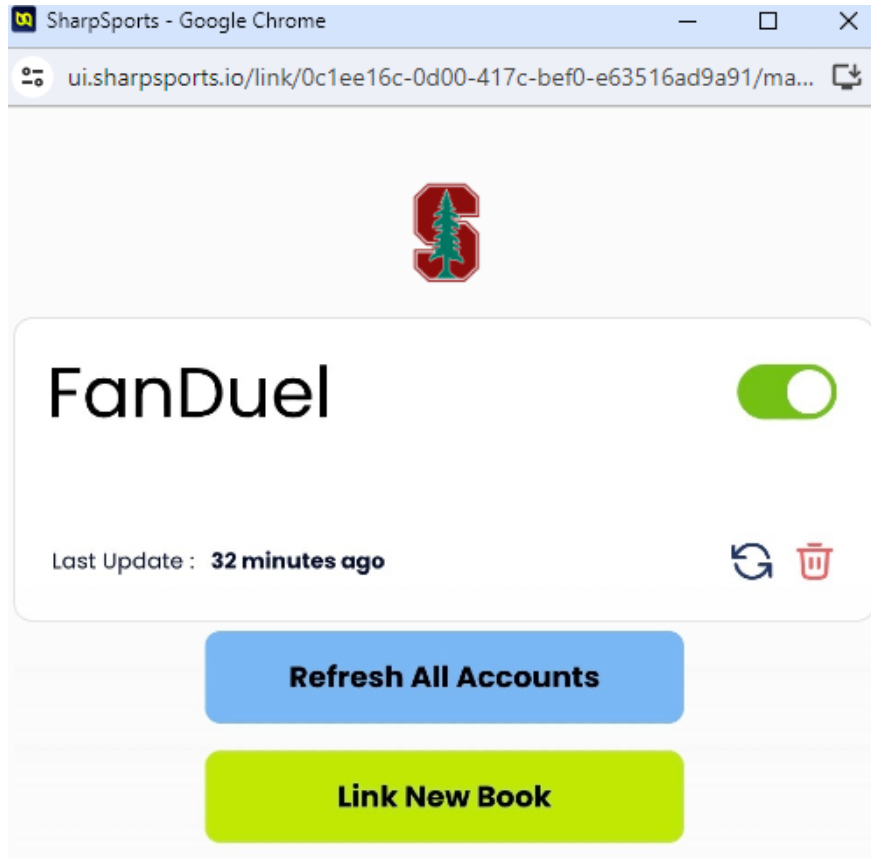 SharpSports - Google Chrome
ui.sharpsports.io/link/0c1ee16c-0d00-417c-bef0-e63516ad9a91/ma...
S
FanDuel
Last Update : 32 minutes ago
Refresh All Accounts
Link New Book